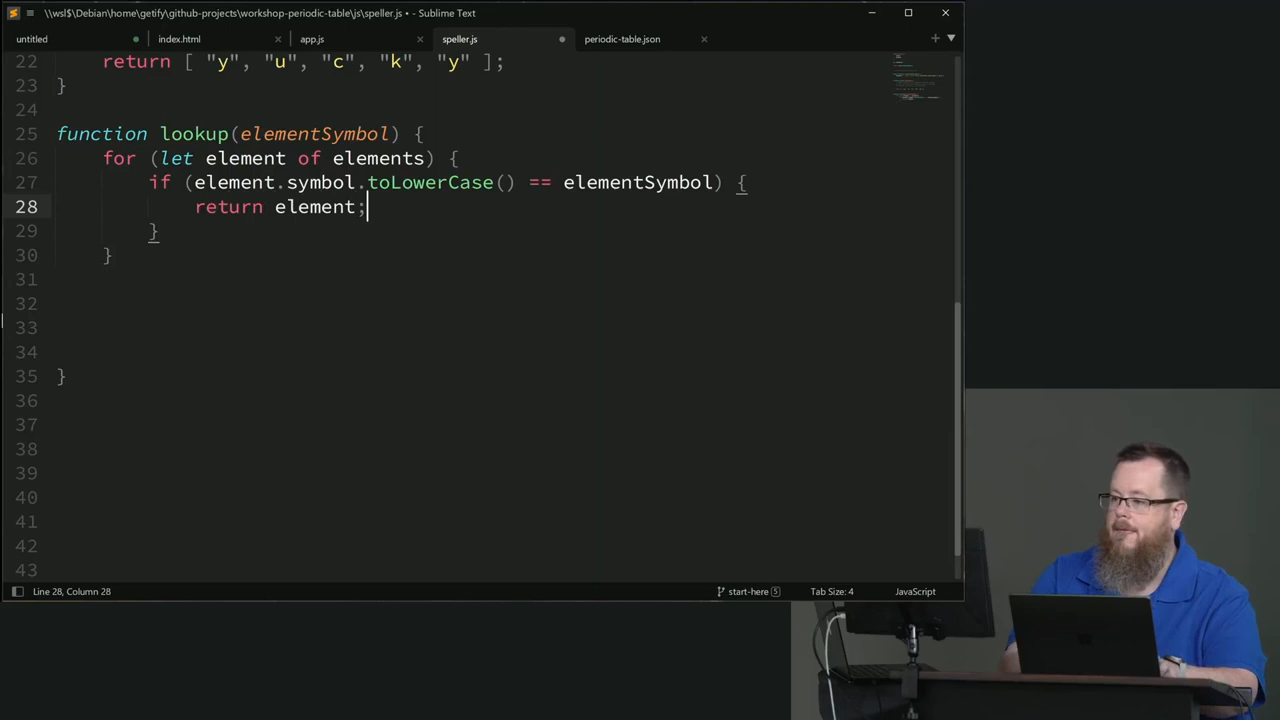 \\wsl$\Debian\home\getify\github-projects\workshop-periodic-table\js\speller.js • - Sublime Text
untitled index.html app.js speller.js periodic-table.json
22 return [ "y", "u", "c", "k", "y" ];
23 }
24
25 function lookup(elementSymbol) {
26 for (let element of elements) {
27 if (element.symbol.toLowerCase() == elementSymbol) {
28 return element;
29 }
30 }
31
32
33
34
35 }
36
37
38
39
40
41
42
43
Line 28, Column 28 start-here 5 Tab Size: 4 JavaScript